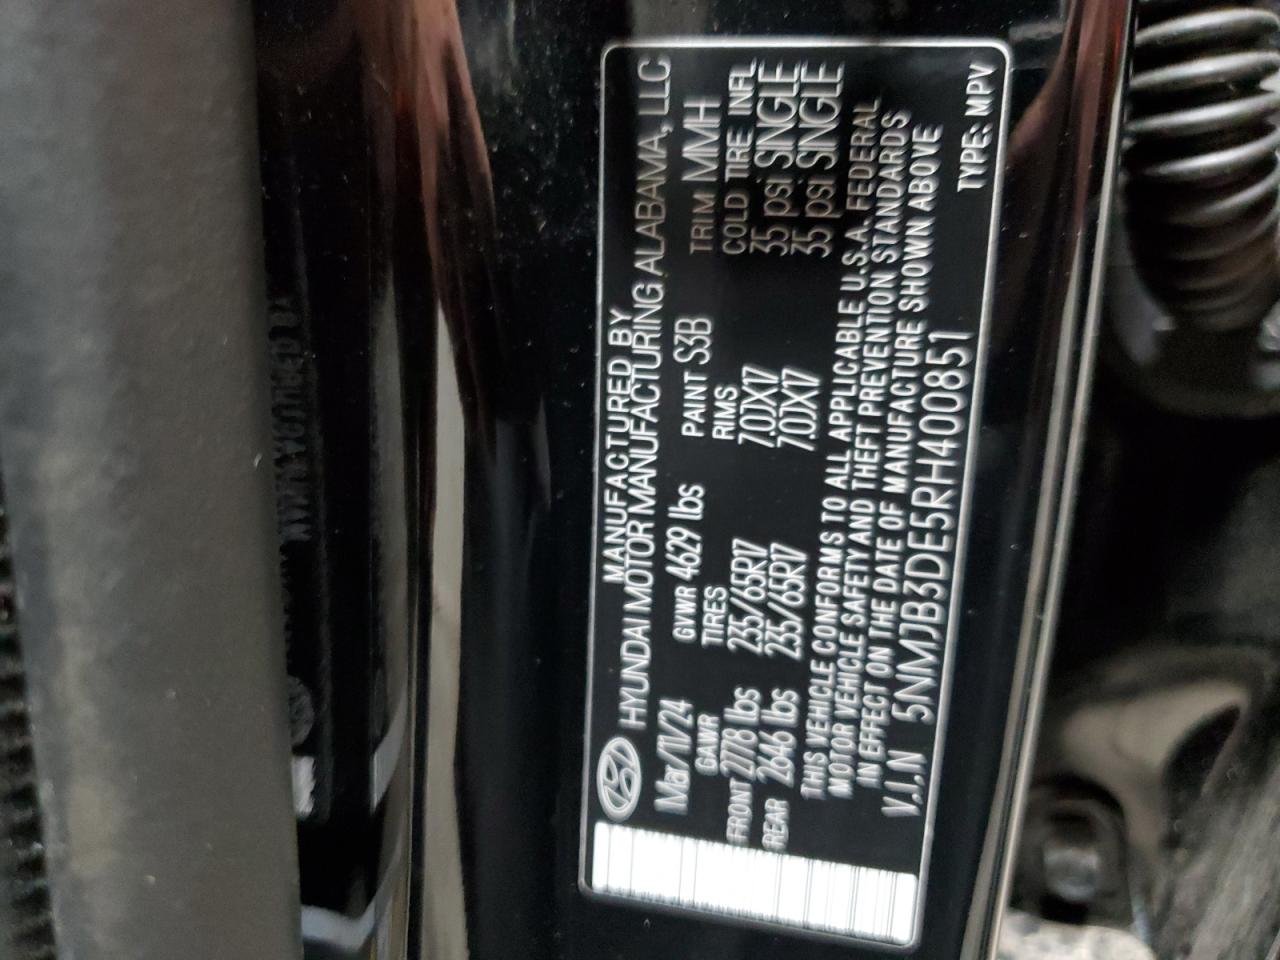 MANUFACTURED BY
HYUNDAI MOTOR MANUFACTURING ALABAMA, LLC
Mar/11/24 GVWR 4629 lbs PAINT S3B TRIM MMH
GAWR TIRES RIMS COLD TIRE INFL
FRONT 2778 lbs 235/65R17 7.0JX17 35 psi SINGLE
REAR 2646 lbs 235/65R17 7.0JX17 35 psi SINGLE
THIS VEHICLE CONFORMS TO ALL APPLICABLE U.S.A. FEDERAL
MOTOR VEHICLE SAFETY AND THEFT PREVENTION STANDARDS
IN EFFECT ON THE DATE OF MANUFACTURE SHOWN ABOVE
V.I.N 5NMJB3DE5RH400851 TYPE: MPV